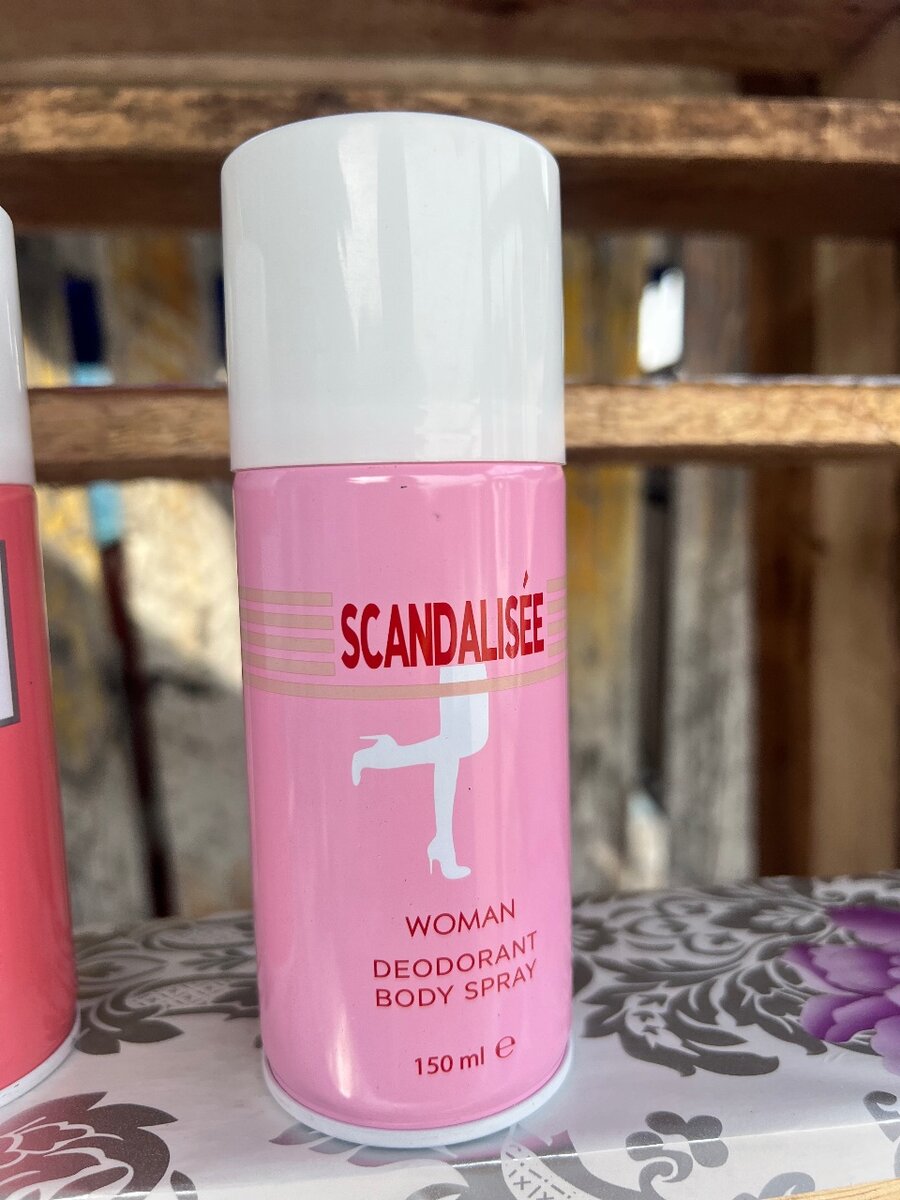 SCANDALISÉE
WOMAN
DEODORANT
BODY SPRAY
150 ml ℮